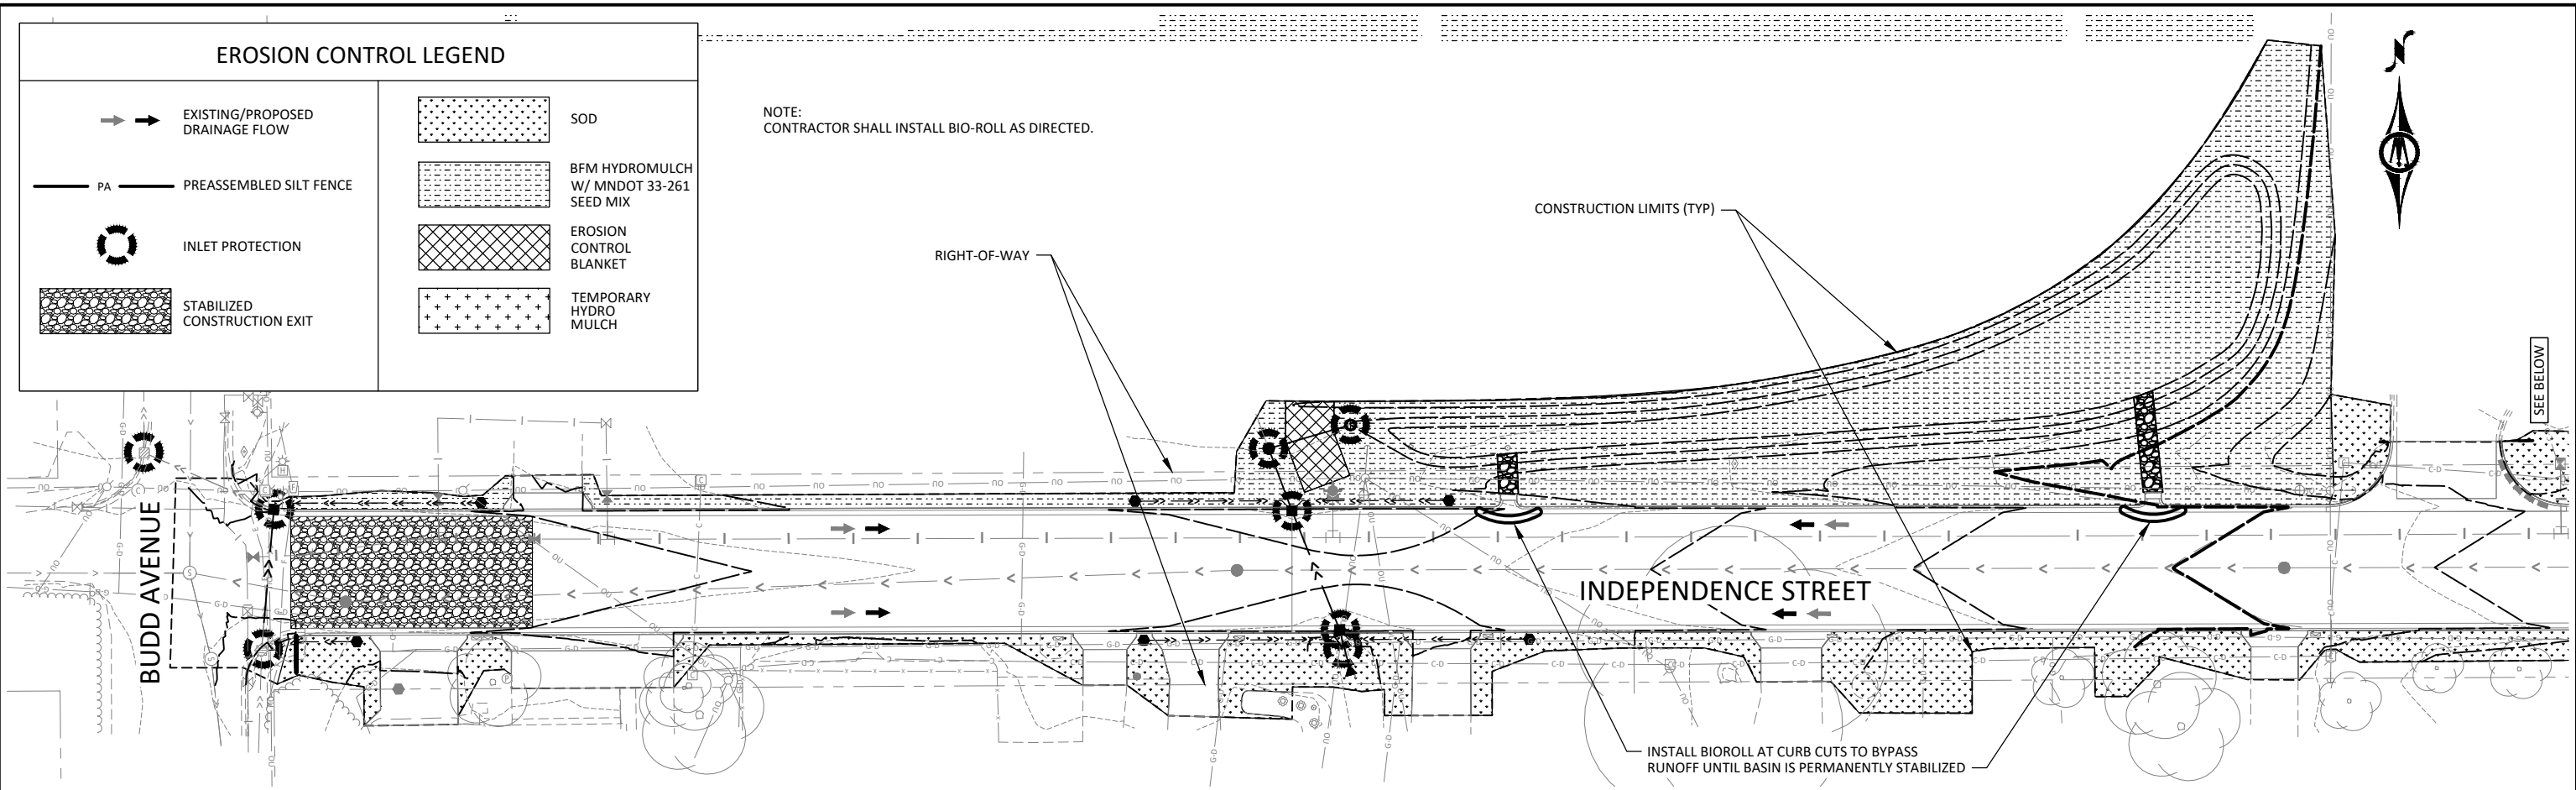 EROSION CONTROL LEGEND
EXISTING/PROPOSED
DRAINAGE FLOW
PA
PREASSEMBLED SILT FENCE
INLET PROTECTION
STABILIZED
CONSTRUCTION EXIT
SOD
BFM HYDROMULCH
W/ MNDOT 33-261
SEED MIX
EROSION
CONTROL
BLANKET
TEMPORARY
HYDRO
MULCH
NOTE:
CONTRACTOR SHALL INSTALL BIO-ROLL AS DIRECTED.
N
CONSTRUCTION LIMITS (TYP)
RIGHT-OF-WAY
SEE BELOW
BUDD AVENUE
INDEPENDENCE STREET
INSTALL BIOROLL AT CURB CUTS TO BYPASS
RUNOFF UNTIL BASIN IS PERMANENTLY STABILIZED